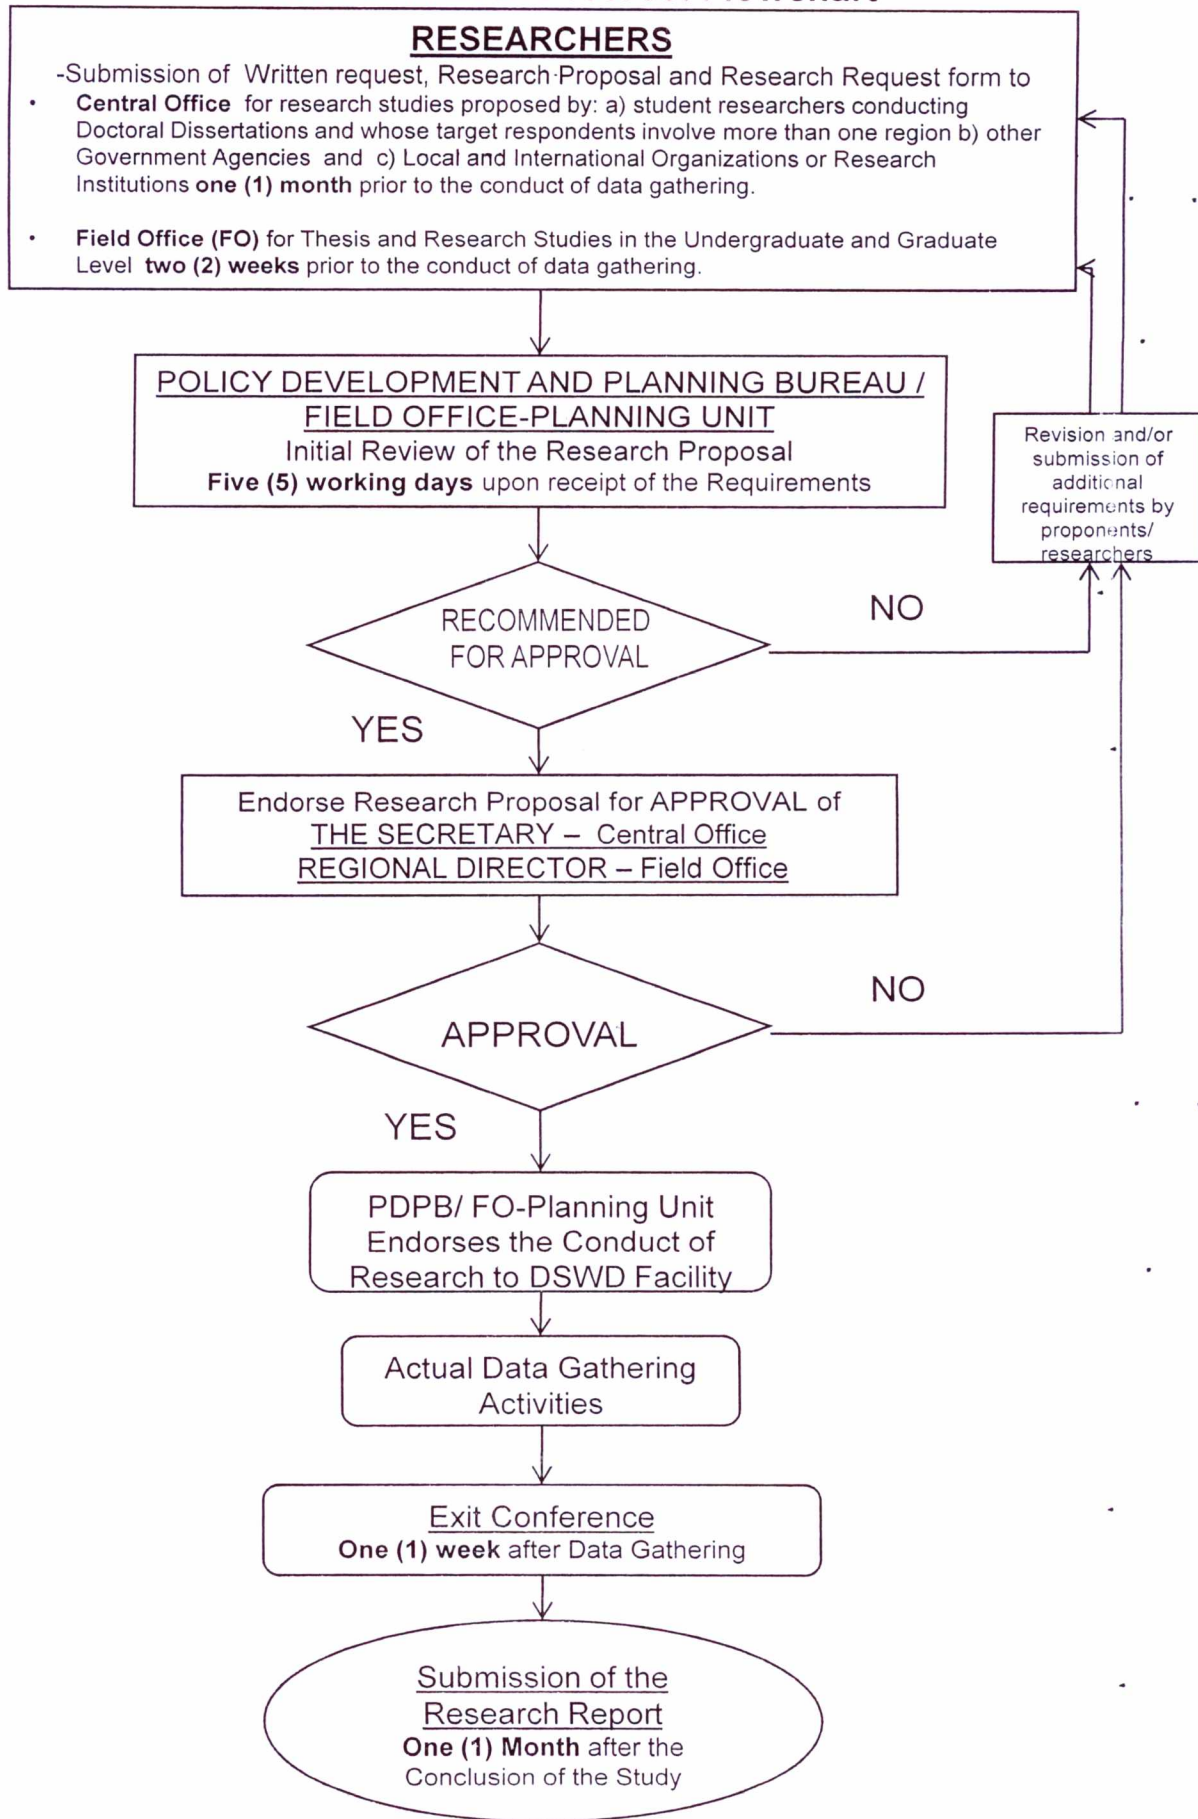 RESEARCHERS
-Submission of Written request, Research Proposal and Research Request form to
• Central Office for research studies proposed by: a) student researchers conducting
Doctoral Dissertations and whose target respondents involve more than one region b) other
Government Agencies and c) Local and International Organizations or Research
Institutions one (1) month prior to the conduct of data gathering.
• Field Office (FO) for Thesis and Research Studies in the Undergraduate and Graduate
Level two (2) weeks prior to the conduct of data gathering.
POLICY DEVELOPMENT AND PLANNING BUREAU /
FIELD OFFICE-PLANNING UNIT
Initial Review of the Research Proposal
Five (5) working days upon receipt of the Requirements
Revision and/or
submission of
additional
requirements by
proponents/
researchers
RECOMMENDED
FOR APPROVAL
NO
YES
Endorse Research Proposal for APPROVAL of
THE SECRETARY – Central Office
REGIONAL DIRECTOR – Field Office
APPROVAL
NO
YES
PDPB/ FO-Planning Unit
Endorses the Conduct of
Research to DSWD Facility
Actual Data Gathering
Activities
Exit Conference
One (1) week after Data Gathering
Submission of the
Research Report
One (1) Month after the
Conclusion of the Study